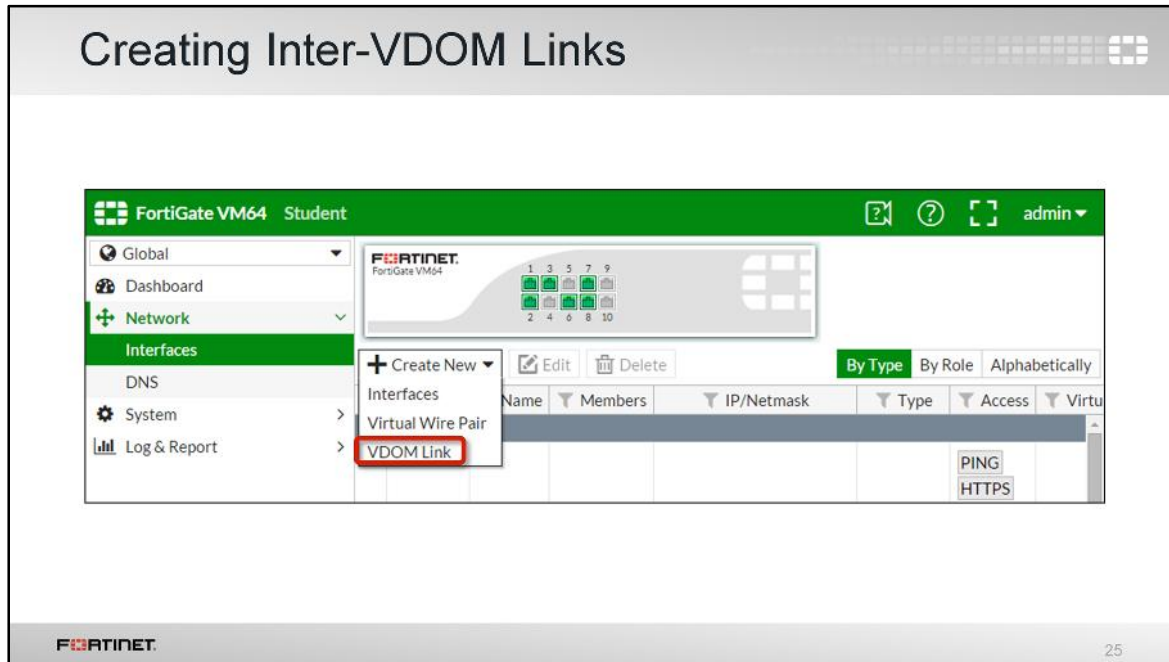 Creating Inter-VDOM Links
FortiGate VM64 Student
admin
Global
Dashboard
Network
Interfaces
DNS
System
Log & Report
FORTINET.
FortiGate VM64
1 3 5 7 9
2 4 6 8 10
Create New Edit Delete
By Type By Role Alphabetically
Interfaces
Virtual Wire Pair
VDOM Link
Name Members IP/Netmask Type Access Virtu
PING
HTTPS
FORTINET.
25